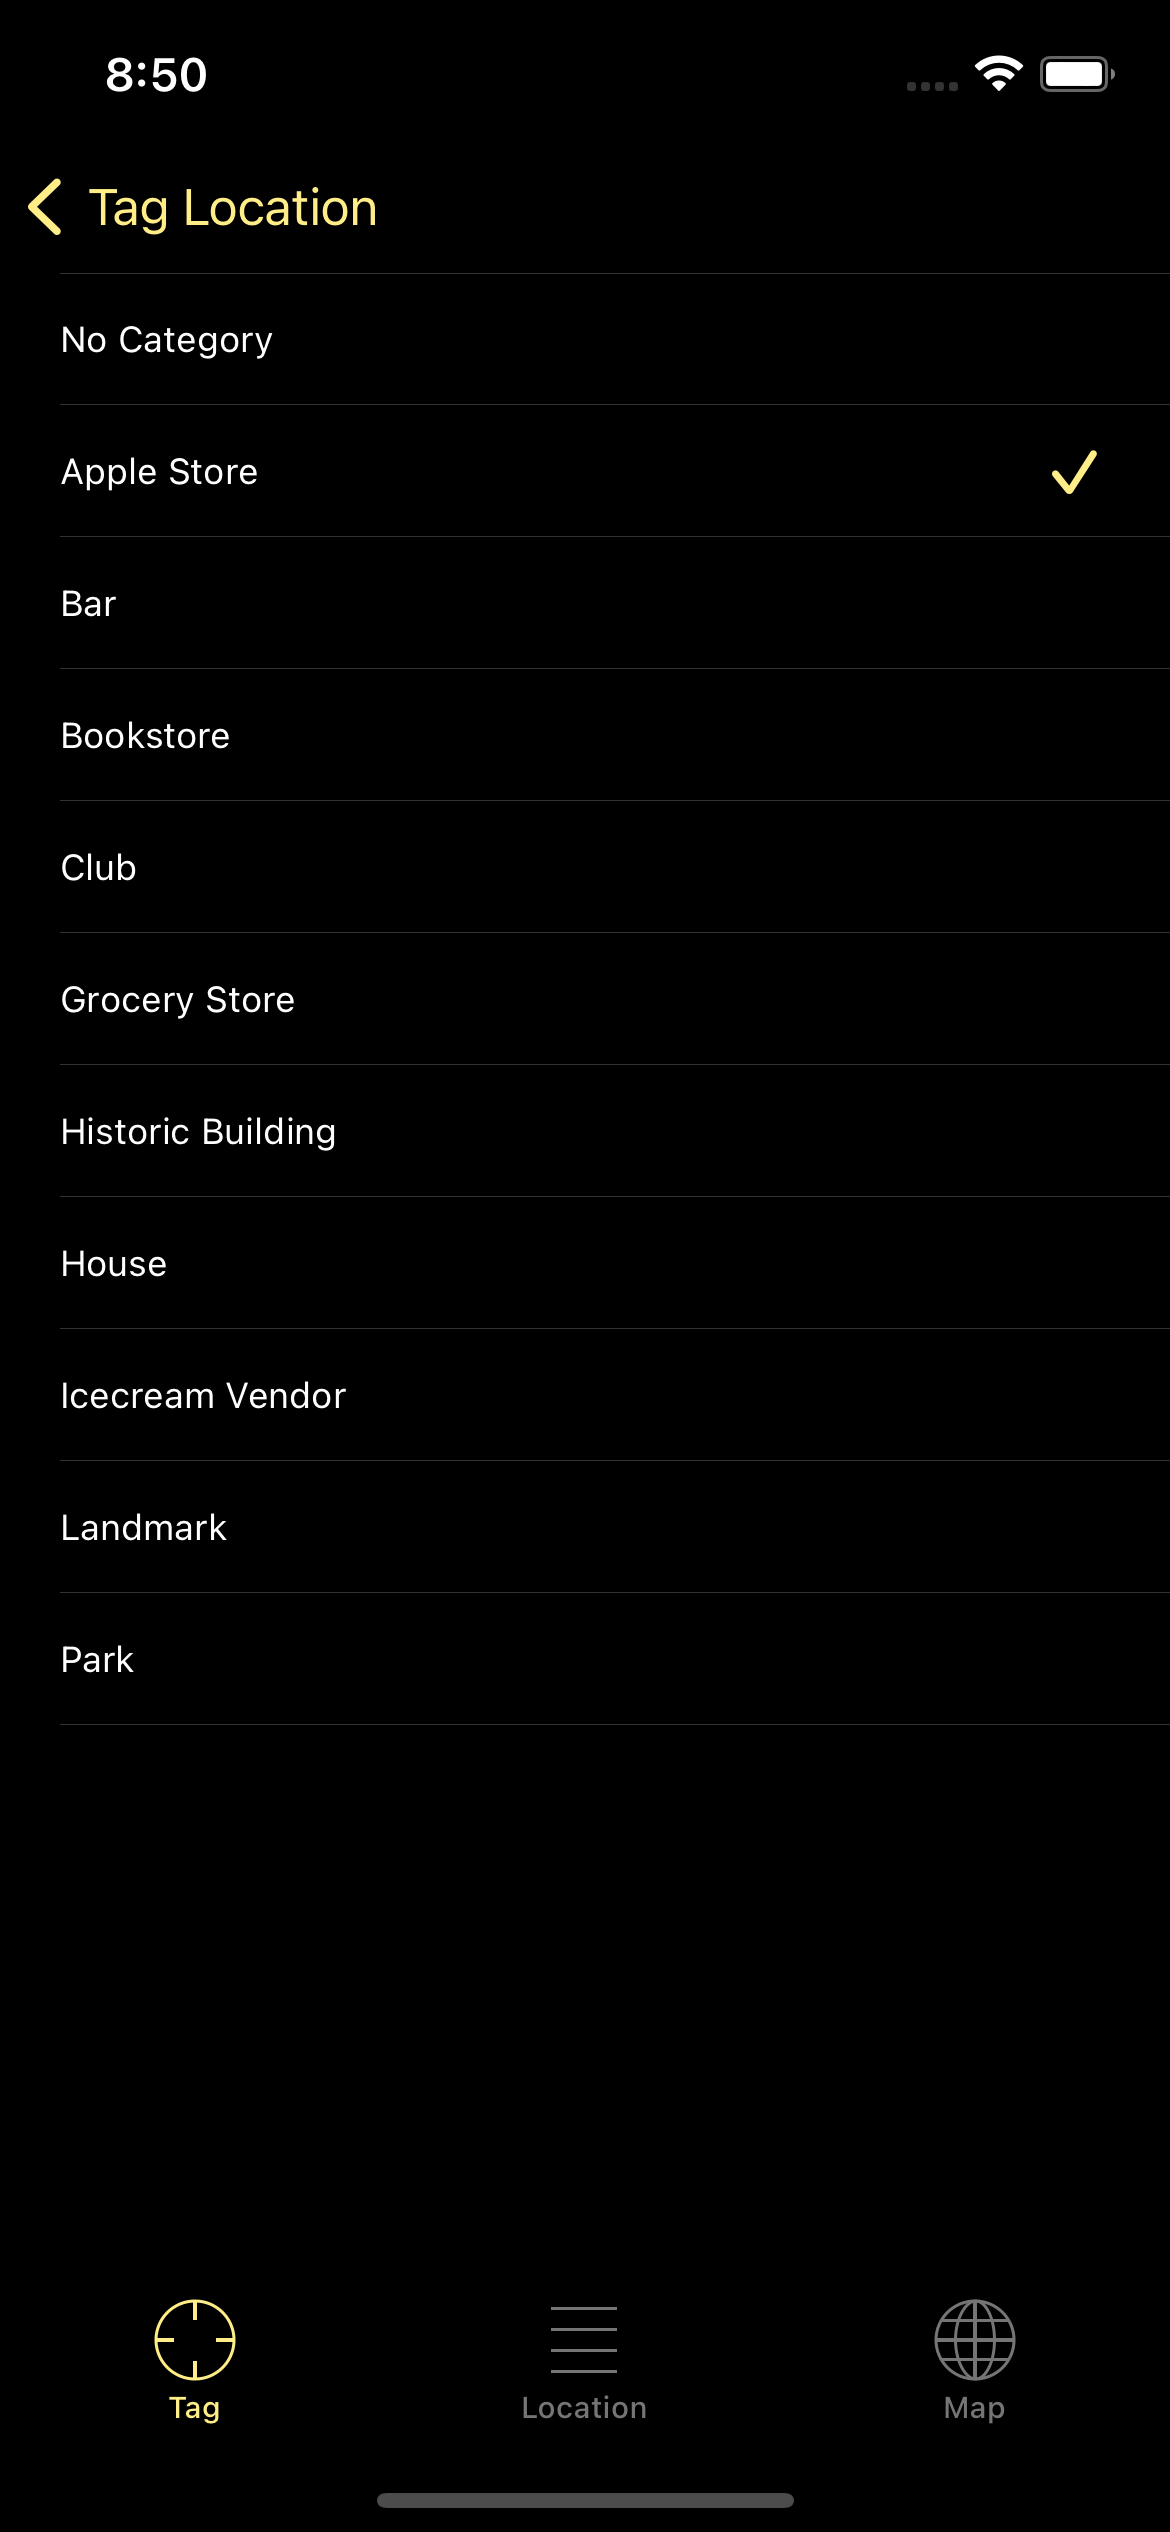 8:50
Tag Location
No Category
Apple Store
Bar
Bookstore
Club
Grocery Store
Historic Building
House
Icecream Vendor
Landmark
Park
Tag
Location
Map